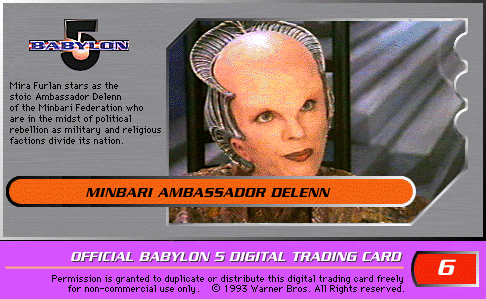 BABYLON 5
Mira Furlan stars as the
stoic Ambassador Delenn
of the Minbari Federation who
are in the midst of political
rebellion as military and religious
factions divide its nation.
MINBARI AMBASSADOR DELENN
OFFICIAL BABYLON 5 DIGITAL TRADING CARD
6
Permission is granted to duplicate or distribute this digital trading card freely
for non-commercial use only. © 1993 Warner Bros. All Rights reserved.